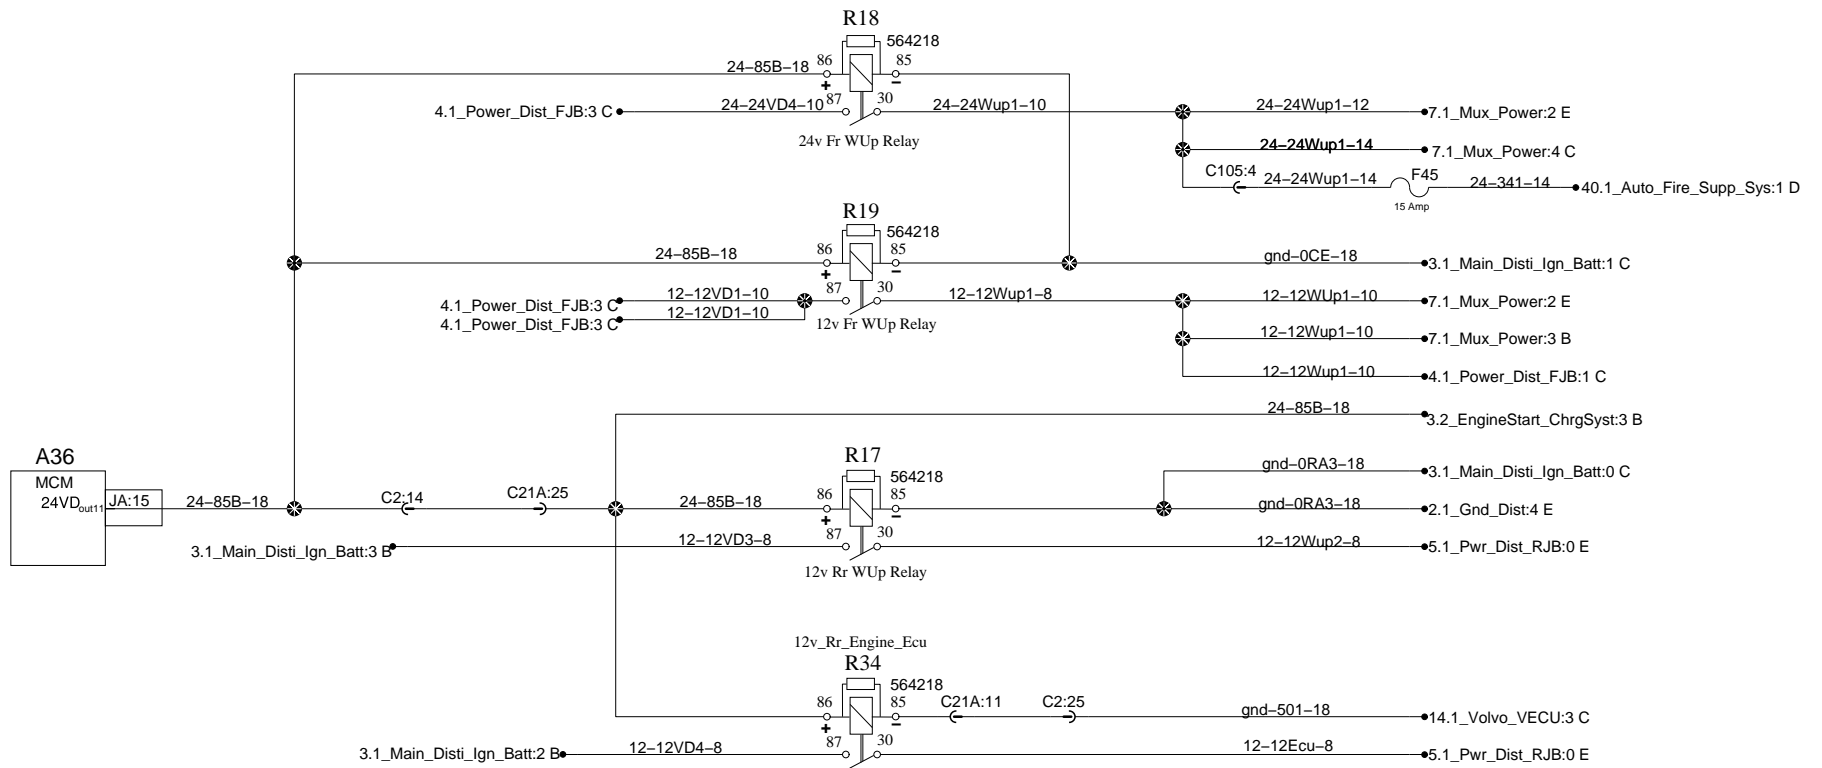 R18
564218
86
85
24–85B–18
+
–
4.1_Power_Dist_FJB:3 C
24–24VD4–10
87
30
24–24Wup1–10
24–24Wup1–12
7.1_Mux_Power:2 E
24v Fr WUp Relay
24–24Wup1–14
7.1_Mux_Power:4 C
C105:4
24–24Wup1–14
F45
15 Amp
24–341–14
40.1_Auto_Fire_Supp_Sys:1 D
R19
564218
86
85
24–85B–18
+
–
gnd–0CE–18
3.1_Main_Disti_Ign_Batt:1 C
4.1_Power_Dist_FJB:3 C
12–12VD1–10
87
30
12–12Wup1–8
12–12WUp1–10
7.1_Mux_Power:2 E
4.1_Power_Dist_FJB:3 C
12–12VD1–10
12v Fr WUp Relay
12–12Wup1–10
7.1_Mux_Power:3 B
12–12Wup1–10
4.1_Power_Dist_FJB:1 C
24–85B–18
3.2_EngineStart_ChrgSyst:3 B
A36
MCM
24VDout11
JA:15
24–85B–18
C2:14
C21A:25
R17
564218
86
85
24–85B–18
+
–
gnd–0RA3–18
3.1_Main_Disti_Ign_Batt:0 C
gnd–0RA3–18
2.1_Gnd_Dist:4 E
3.1_Main_Disti_Ign_Batt:3 B
12–12VD3–8
87
30
12–12Wup2–8
5.1_Pwr_Dist_RJB:0 E
12v Rr WUp Relay
12v_Rr_Engine_Ecu
R34
564218
86
85
+
–
C21A:11
C2:25
gnd–501–18
14.1_Volvo_VECU:3 C
3.1_Main_Disti_Ign_Batt:2 B
12–12VD4–8
87
30
12–12Ecu–8
5.1_Pwr_Dist_RJB:0 E